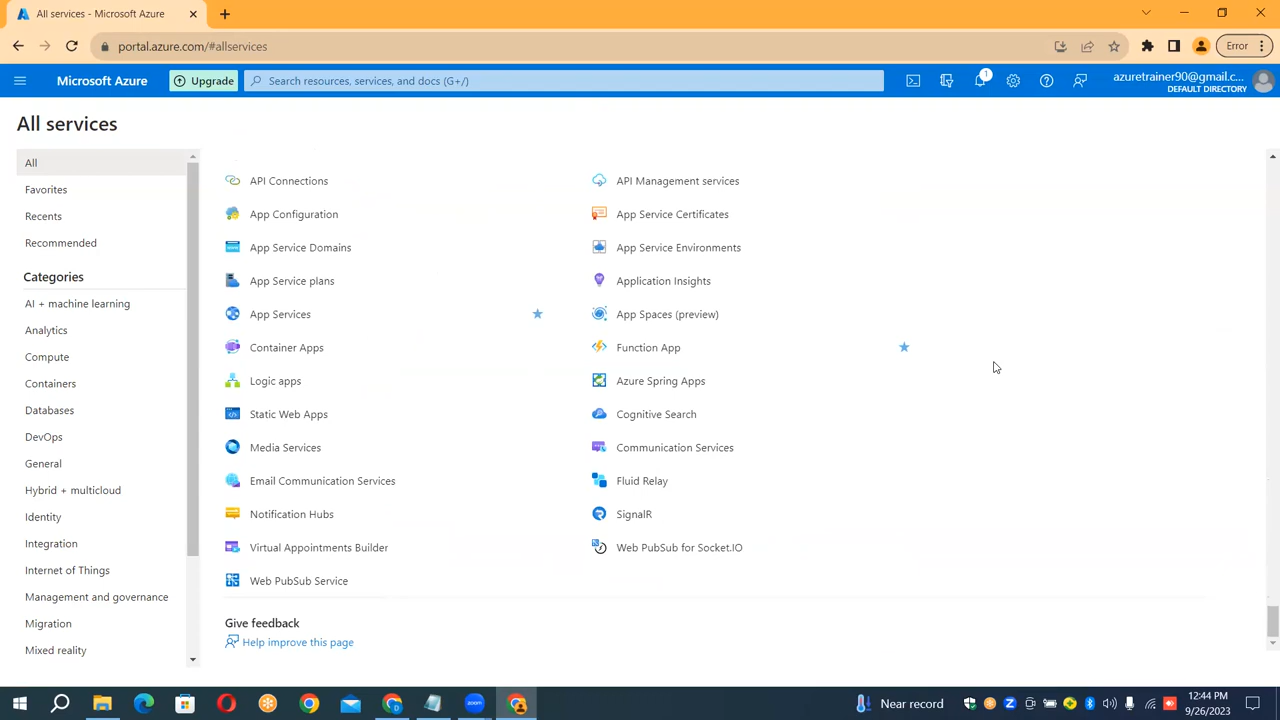 All services - Microsoft Azure
portal.azure.com/#allservices
Error
Microsoft Azure
Upgrade
Search resources, services, and docs (G+/)
1
azuretrainer90@gmail.c...
DEFAULT DIRECTORY
All services
All
Favorites
Recents
Recommended
Categories
AI + machine learning
Analytics
Compute
Containers
Databases
DevOps
General
Hybrid + multicloud
Identity
Integration
Internet of Things
Management and governance
Migration
Mixed reality
API Connections
API Management services
App Configuration
App Service Certificates
App Service Domains
App Service Environments
App Service plans
Application Insights
App Services
App Spaces (preview)
Container Apps
Function App
Logic apps
Azure Spring Apps
Static Web Apps
Cognitive Search
Media Services
Communication Services
Email Communication Services
Fluid Relay
Notification Hubs
SignalR
Virtual Appointments Builder
Web PubSub for Socket.IO
Web PubSub Service
Give feedback
Help improve this page
zoom
Near record
12:44 PM
9/26/2023